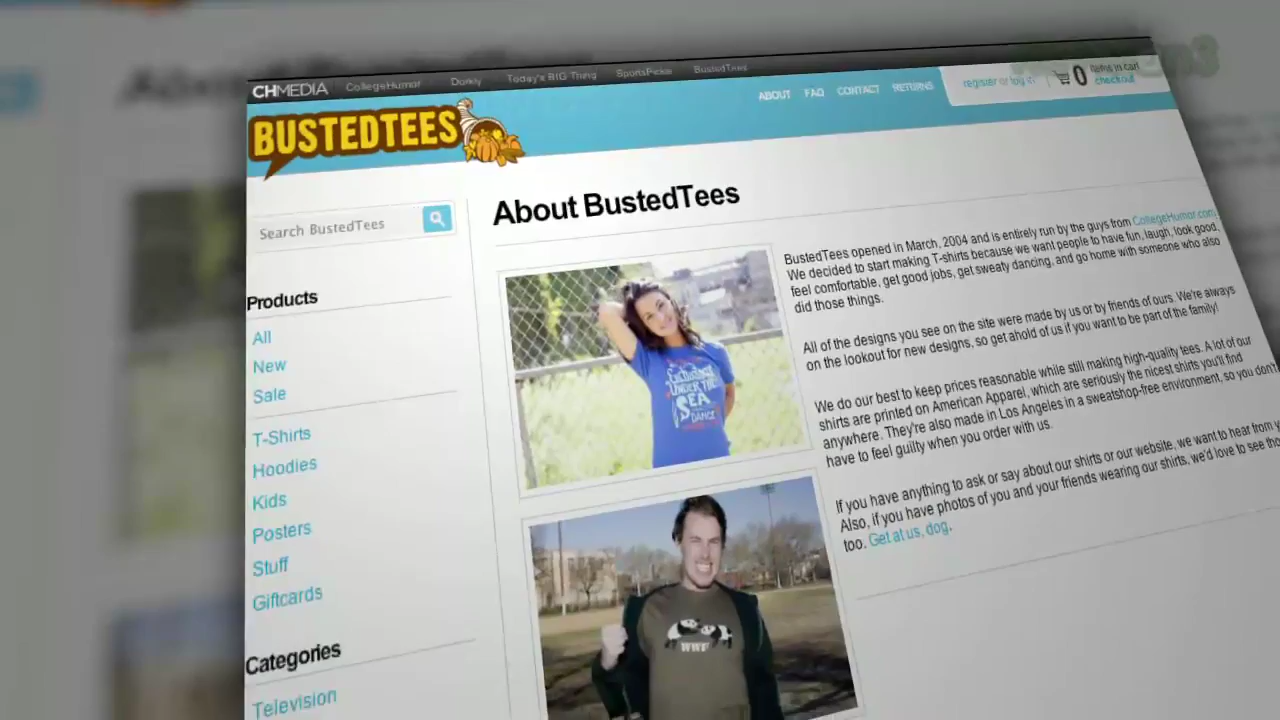 CHMEDIA CollegeHumor Dorkly Today's BIG Thing SportsPickle BustedTees
ABOUT FAQ CONTACT RETURNS
register or log in
0 items in cart
checkout
BUSTEDTEES
Search BustedTees
Products
All
New
Sale
T-Shirts
Hoodies
Kids
Posters
Stuff
Giftcards
Categories
Television
About BustedTees
UNDER THE
SEA
DANCE
WWF
BustedTees opened in March, 2004 and is entirely run by the guys from CollegeHumor.com.
We decided to start making T-shirts because we want people to have fun, laugh, look good,
feel comfortable, get good jobs, get sweaty dancing, and go home with someone who also
did those things.
All of the designs you see on the site were made by us or by friends of ours. We're always
on the lookout for new designs, so get ahold of us if you want to be part of the family!
We do our best to keep prices reasonable while still making high-quality tees. A lot of our
shirts are printed on American Apparel, which are seriously the nicest shirts you'll find
anywhere. They're also made in Los Angeles in a sweatshop-free environment, so you don't
have to feel guilty when you order with us.
If you have anything to ask or say about our shirts or our website, we want to hear from
Also, if you have photos of you and your friends wearing our shirts, we'd love to see
too. Get at us, dog.